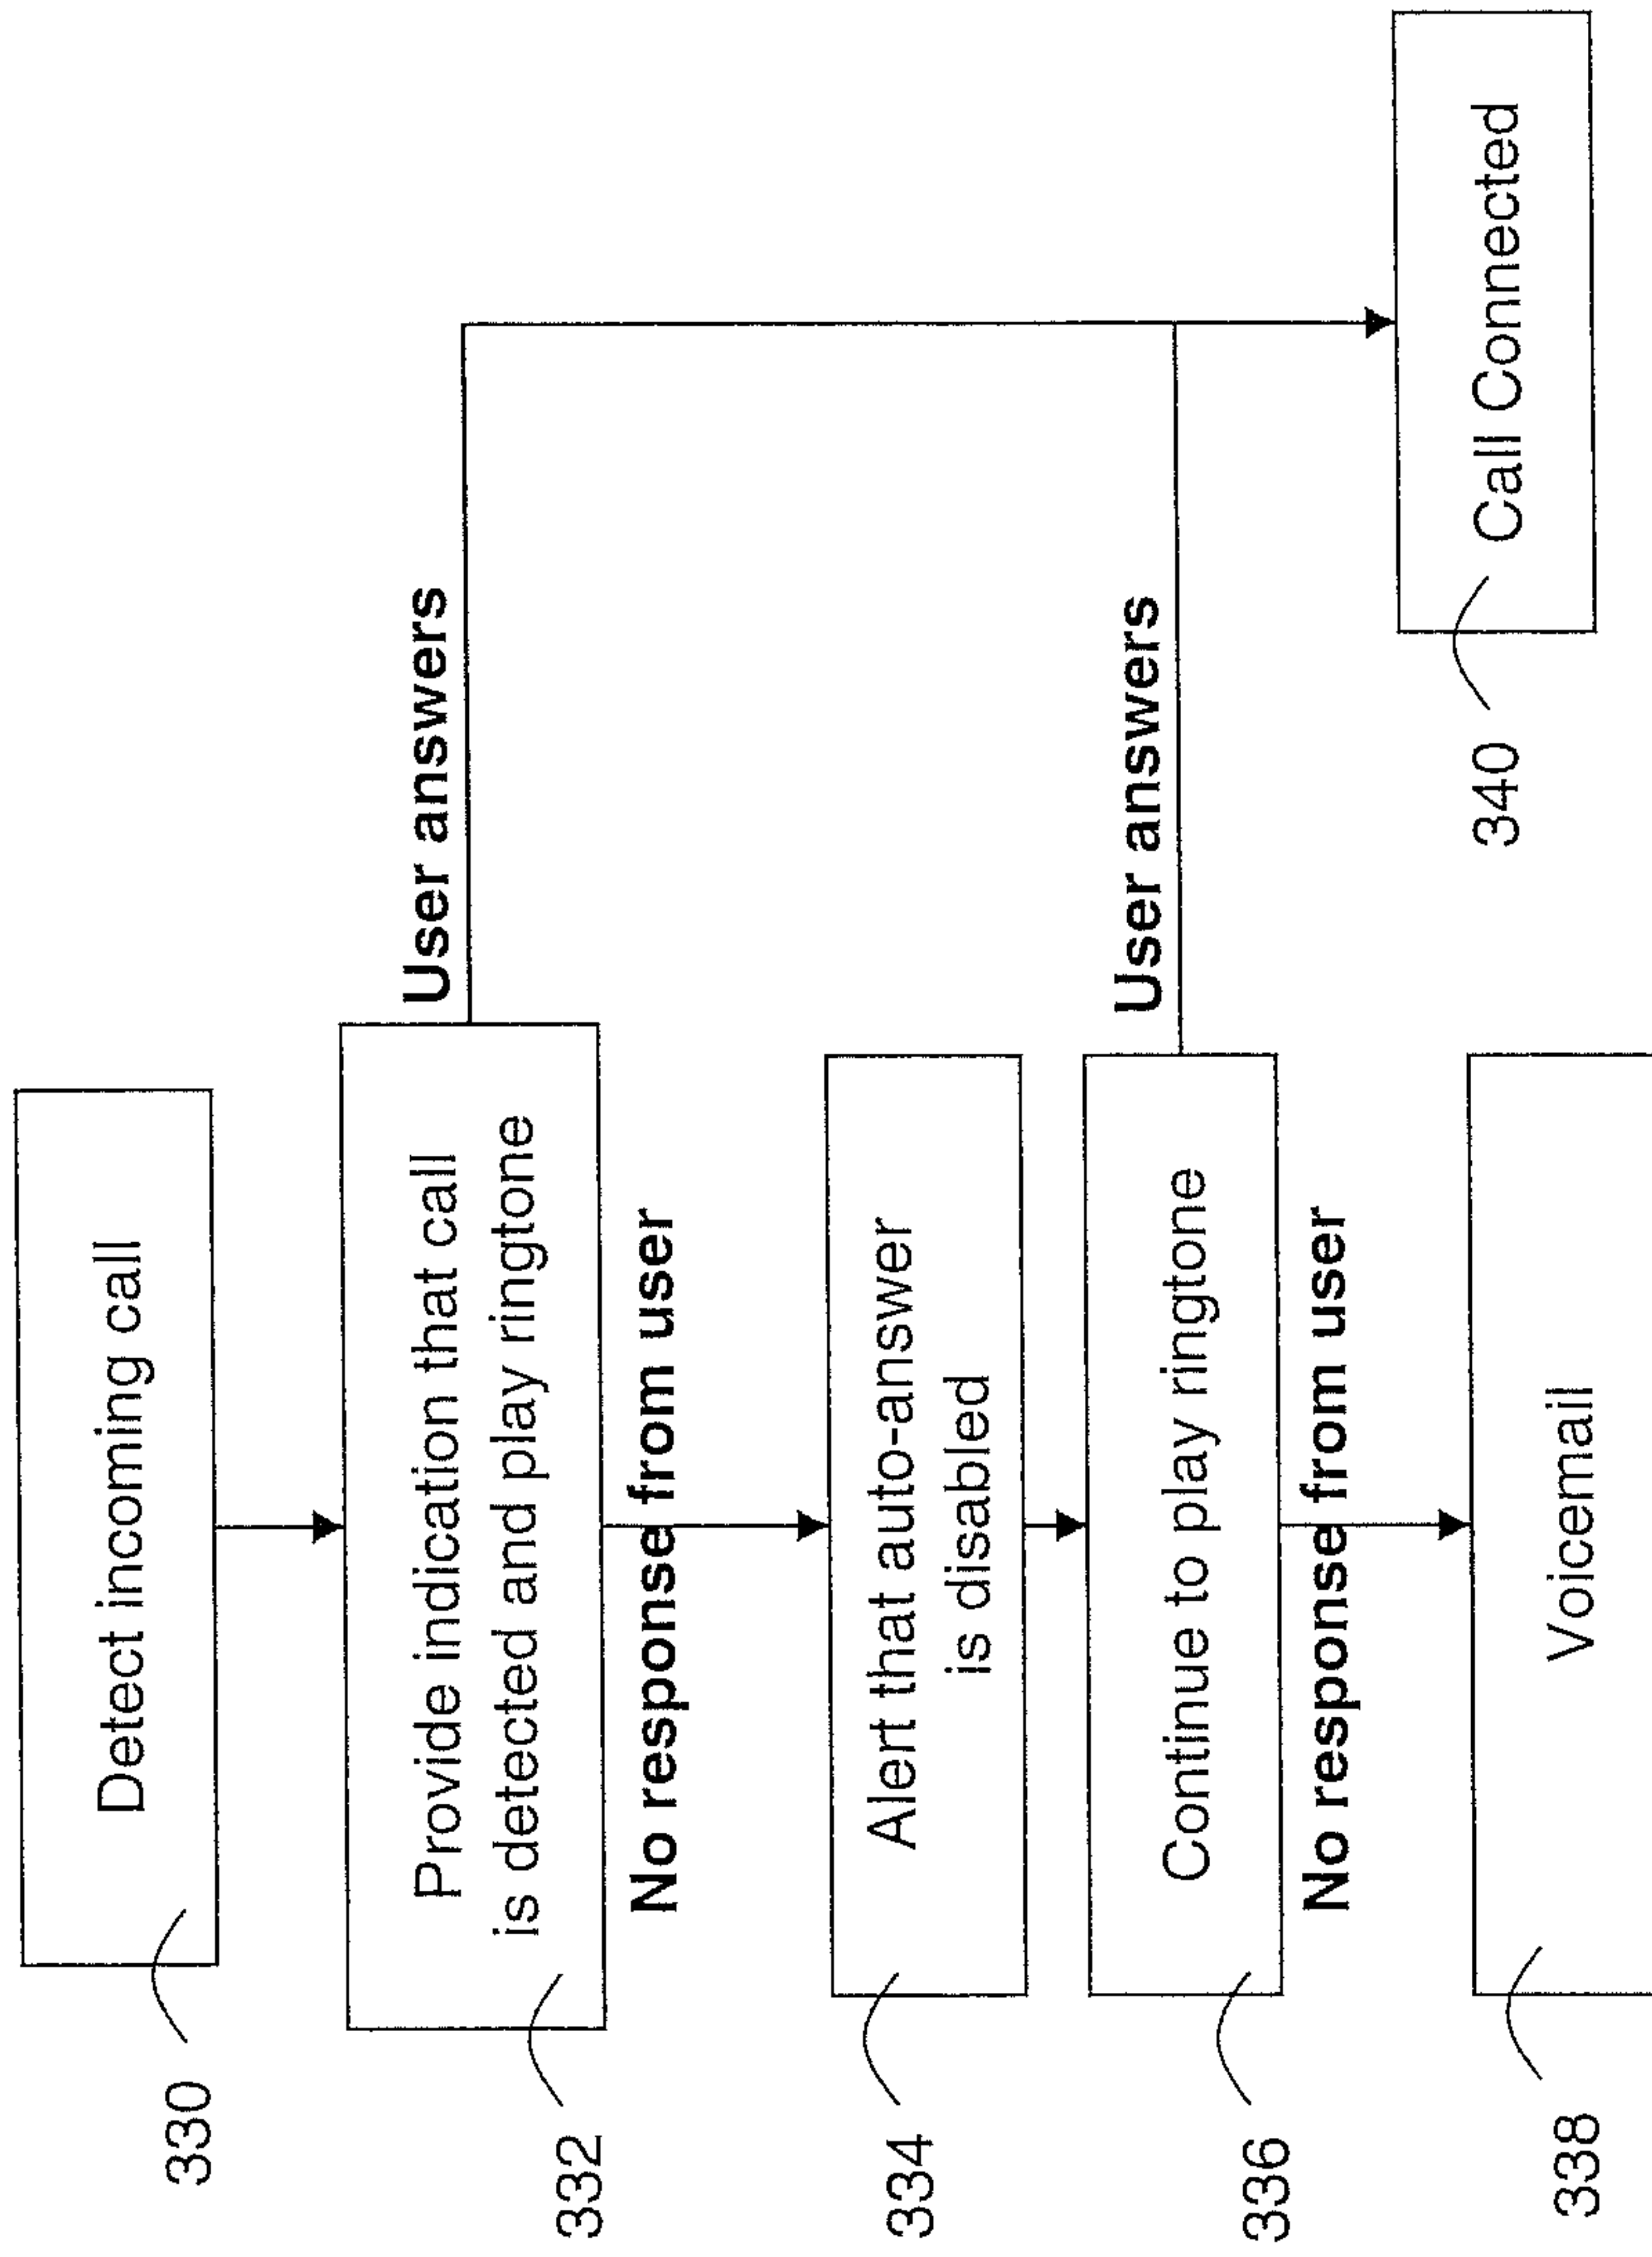 330
Detect incoming call
332
Provide indication that call
is detected and play ringtone
User answers
No response from user
334
Alert that auto-answer
is disabled
336
Continue to play ringtone
User answers
No response from user
338
Voicemail
340
Call Connected